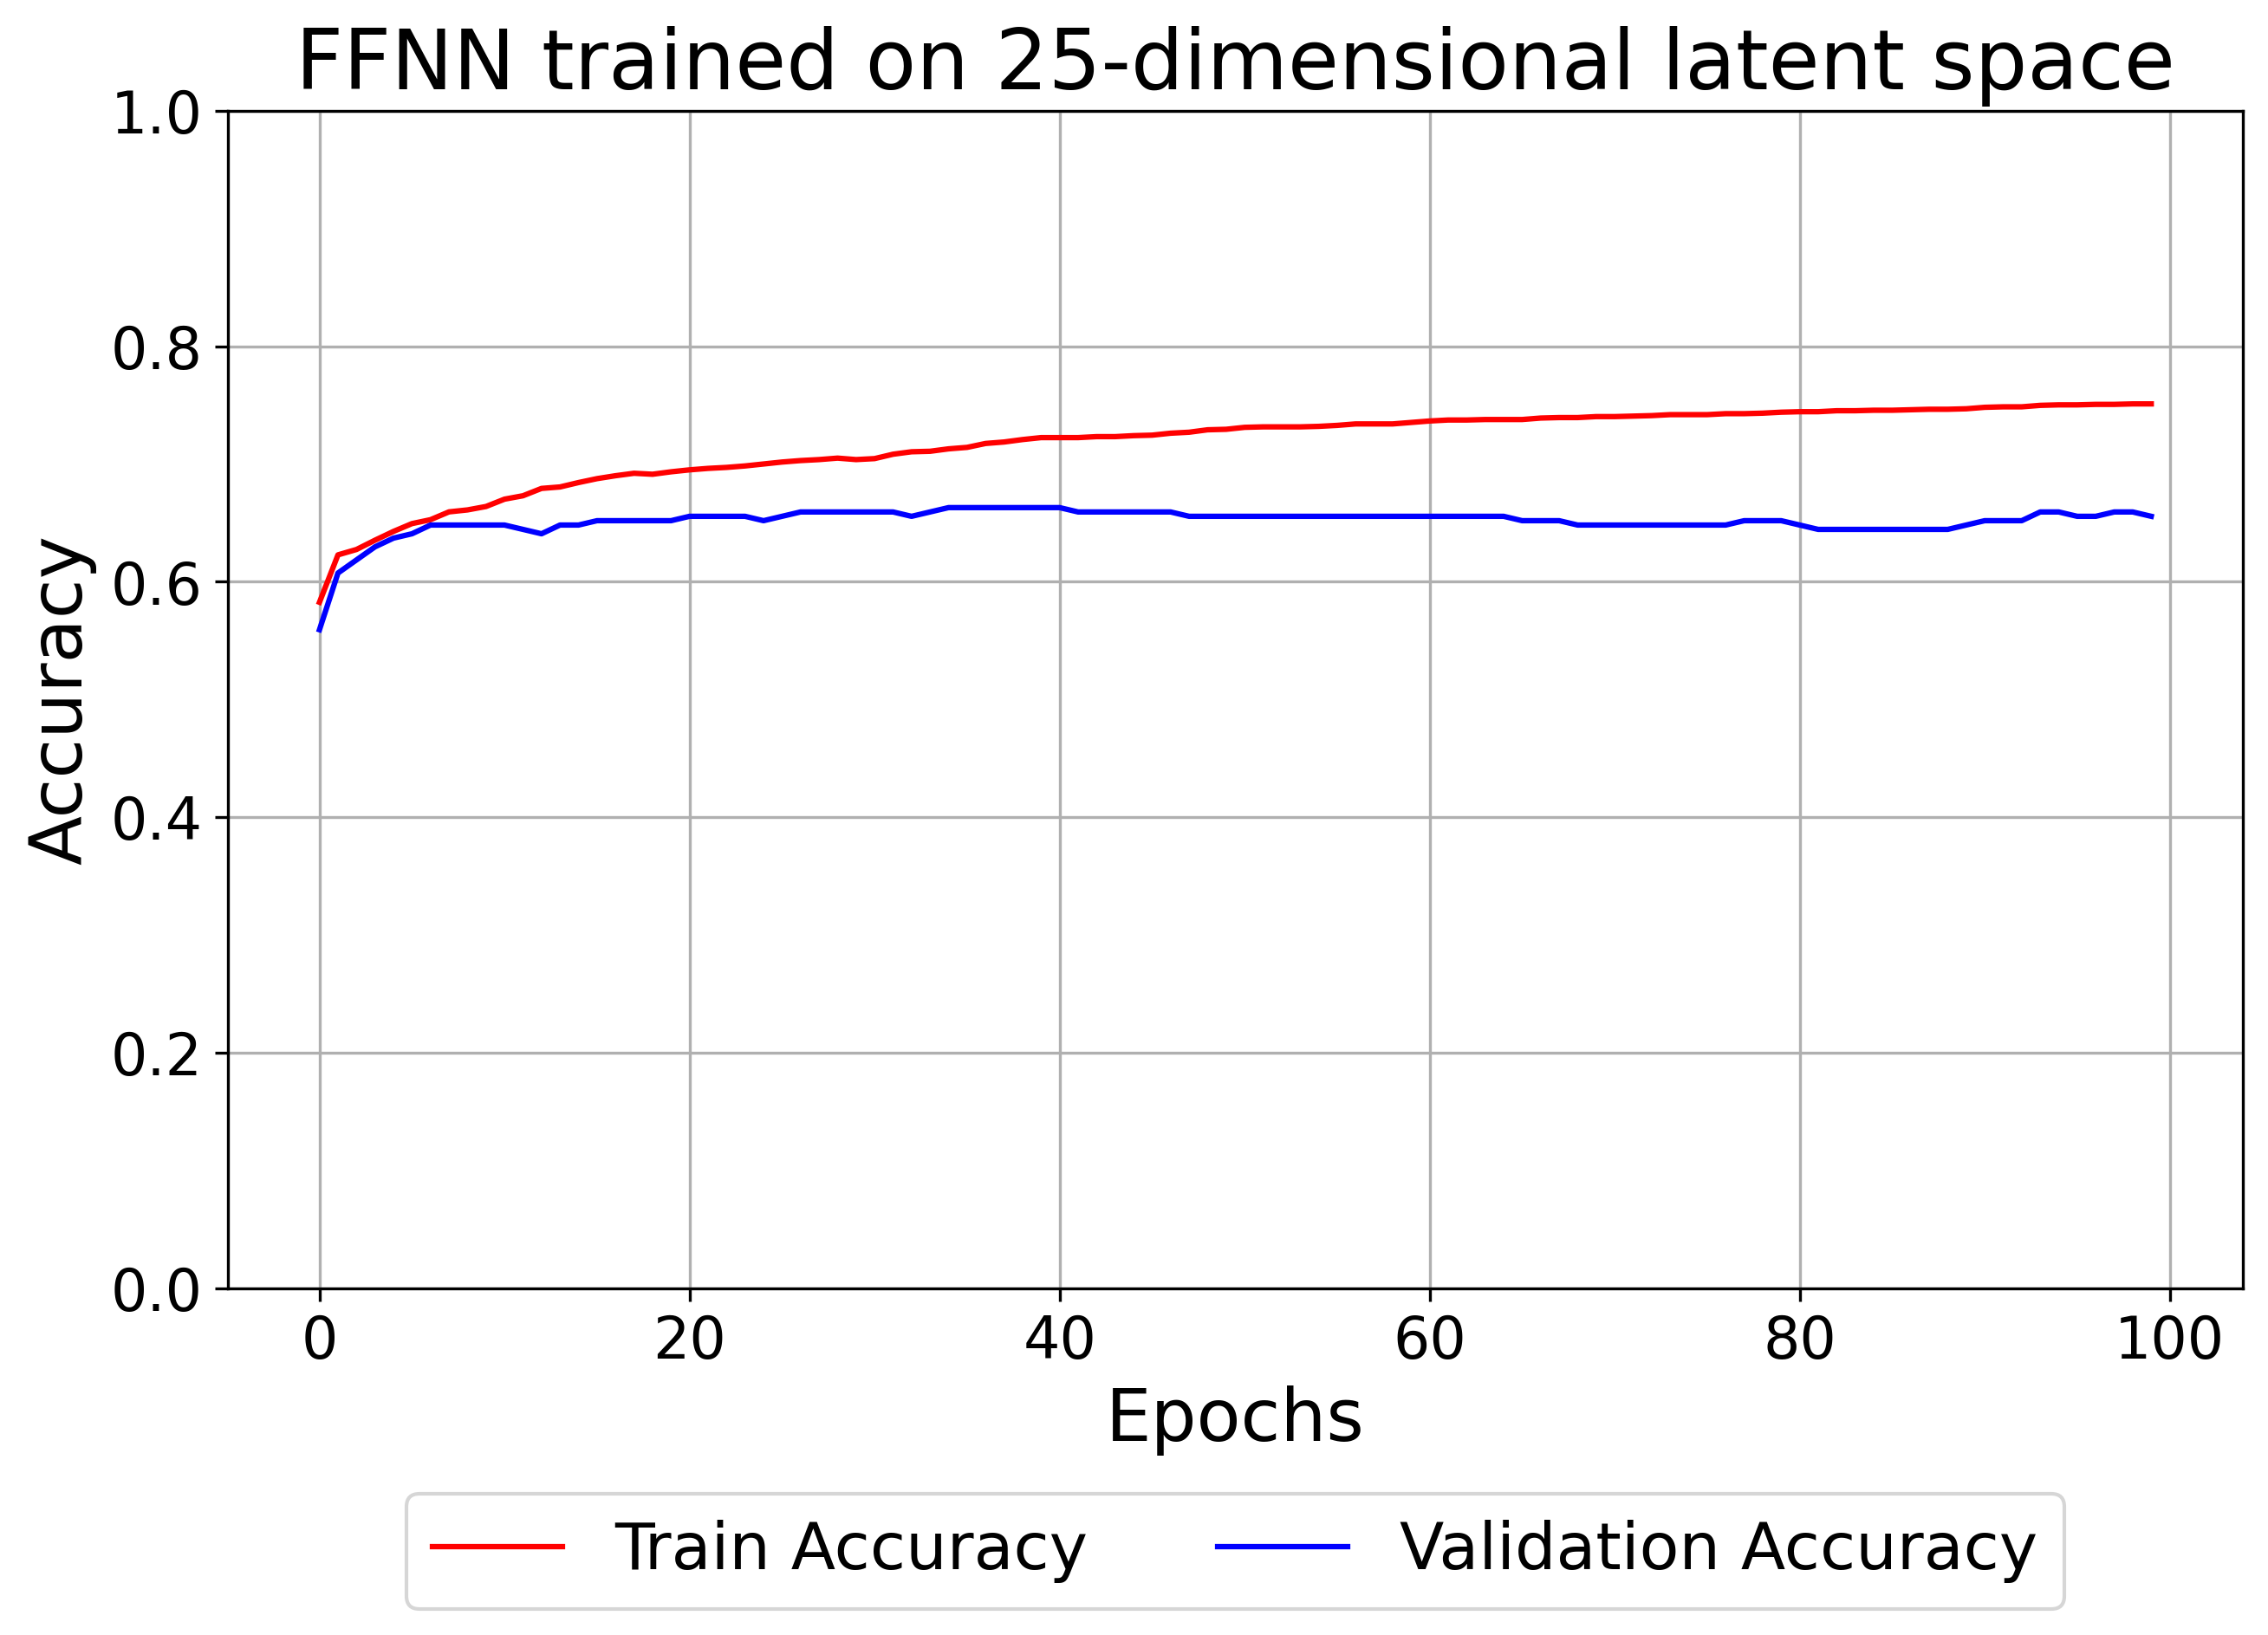 FFNN trained on 25-dimensional latent space
1.0
0.8
0.6
0.4
0.2
0.0
Accuracy
0 20 40 60 80 100
Epochs
Train Accuracy Validation Accuracy